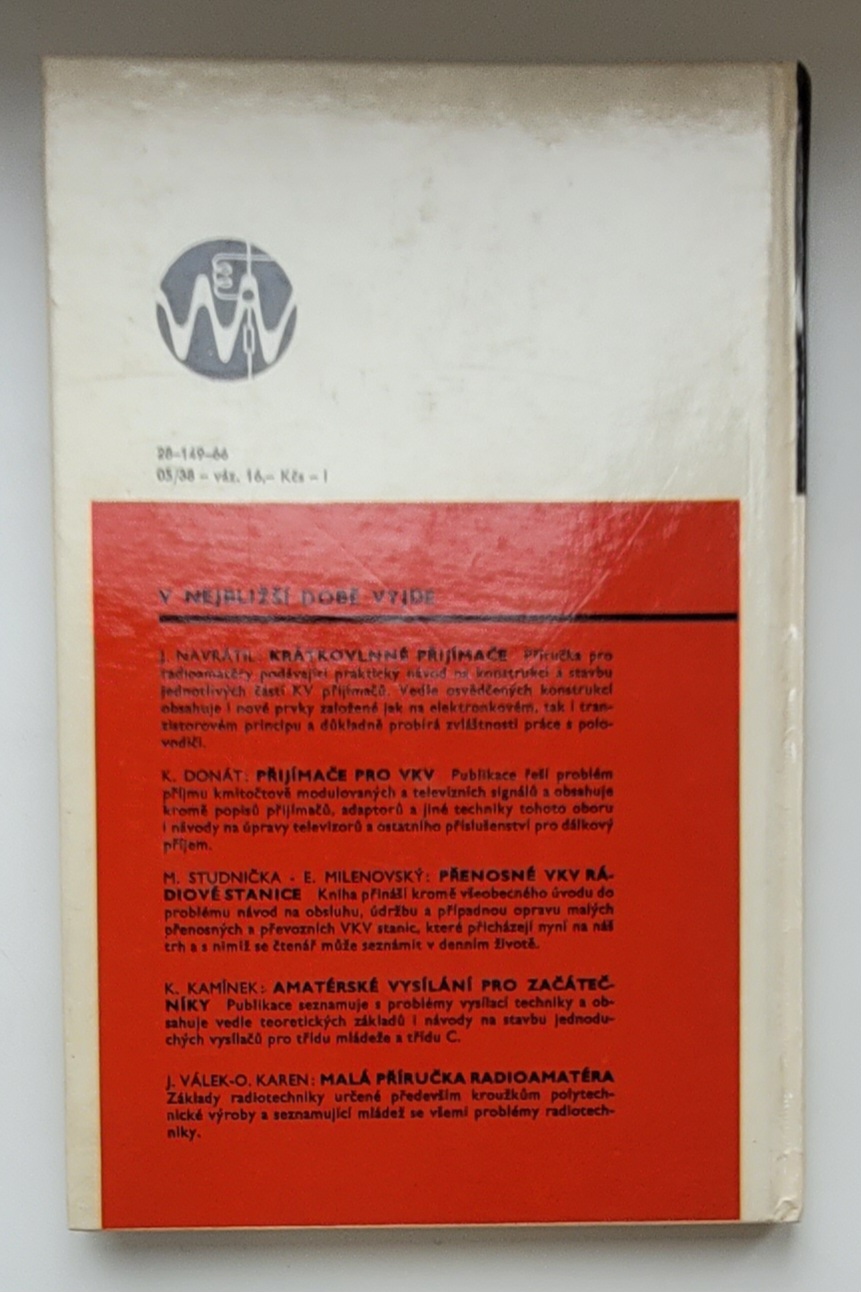 28-149-66
05/38 – váz. 16,– Kčs – I
V NEJBLIŽŠÍ DOBĚ VYJDE
J. NAVRÁTIL: KRÁTKOVLNNÉ PŘIJÍMAČE Příručka pro
radioamatéry podávající prakticky návod na konstrukci a stavbu
jednotlivých částí KV přijímačů. Vedle osvědčených konstrukcí
obsahuje i nové prvky založené jak na elektronkovém, tak i tran-
zistorovém principu a důkladně probírá zvláštnosti práce s polo-
vodiči.
K. DONÁT: PŘIJÍMAČE PRO VKV Publikace řeší problém
příjmu kmitočtově modulovaných a televizních signálů a obsahuje
kromě popisů přijímačů, adaptorů a jiné techniky tohoto oboru
i návody na úpravy televizorů a ostatního příslušenství pro dálkový
příjem.
M. STUDNIČKA - E. MILENOVSKÝ: PŘENOSNÉ VKV RÁ-
DIOVÉ STANICE Kniha přináší kromě všeobecného úvodu do
problému návod na obsluhu, údržbu a případnou opravu malých
přenosných a převozních VKV stanic, které přicházejí nyní na náš
trh a s nimiž se čtenář může seznámit v denním životě.
K. KAMÍNEK: AMATÉRSKÉ VYSÍLÁNÍ PRO ZAČÁTEČ-
NÍKY Publikace seznamuje s problémy vysílací techniky a ob-
sahuje vedle teoretických základů i návody na stavbu jednodu-
chých vysílačů pro třídu mládeže a třídu C.
J. VÁLEK-O. KAREN: MALÁ PŘÍRUČKA RADIOAMATÉRA
Základy radiotechniky určené především kroužkům polytech-
nické výroby a seznamující mládež se všemi problémy radiotech-
niky.